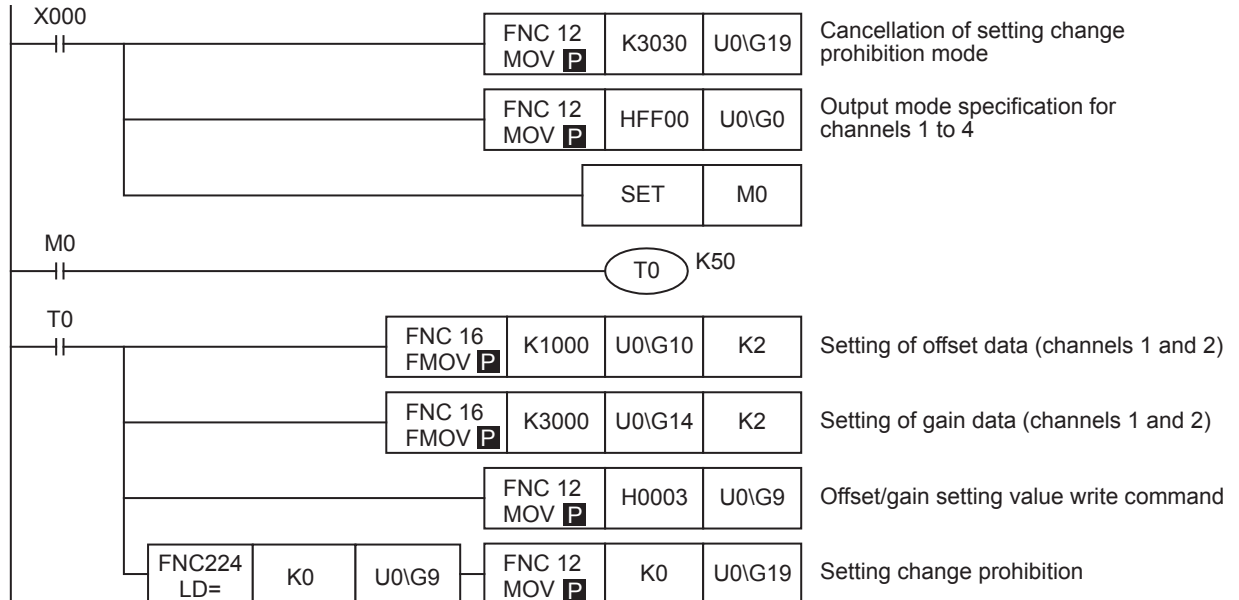 X000
FNC 12
MOV P
K3030
U0\G19
Cancellation of setting change
prohibition mode
FNC 12
MOV P
HFF00
U0\G0
Output mode specification for
channels 1 to 4
SET
M0
M0
T0
K50
T0
FNC 16
FMOV P
K1000
U0\G10
K2
Setting of offset data (channels 1 and 2)
FNC 16
FMOV P
K3000
U0\G14
K2
Setting of gain data (channels 1 and 2)
FNC 12
MOV P
H0003
U0\G9
Offset/gain setting value write command
FNC224
LD=
K0
U0\G9
FNC 12
MOV P
K0
U0\G19
Setting change prohibition